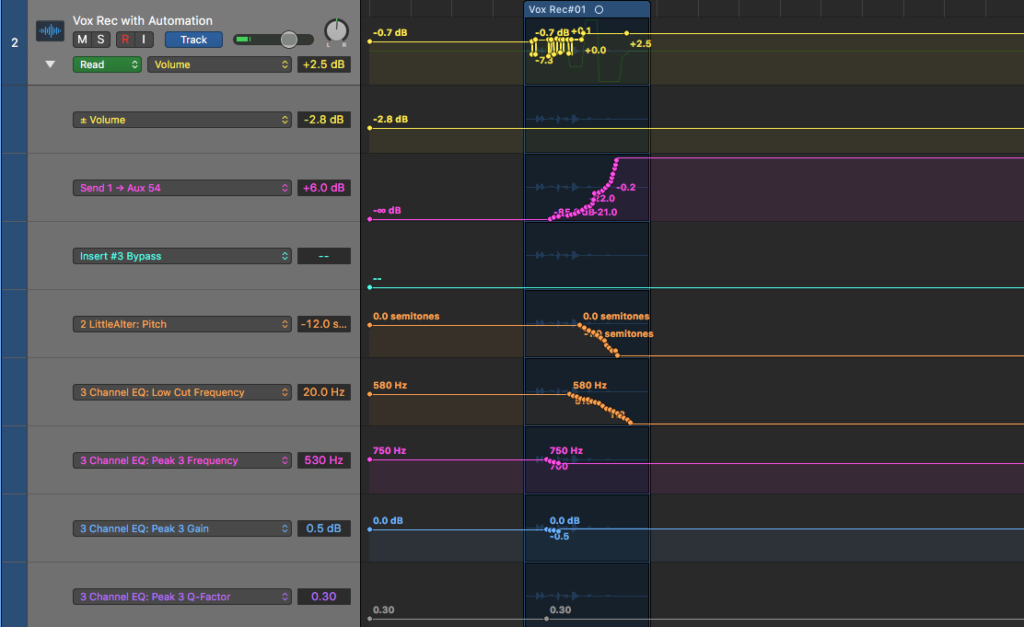 Vox Rec#01
Vox Rec with Automation
2
M S R I Track
L R
Read Volume +2.5 dB
-0.7 dB
-0.7 dB +0.1
+0.0
+2.5
-7.3
± Volume -2.8 dB
-2.8 dB
Send 1 → Aux 54 +6.0 dB
-∞ dB
-0.2
-21.0
Insert #3 Bypass --
--
2 LittleAlter: Pitch -12.0 s...
0.0 semitones
0.0 semitones
semitones
3 Channel EQ: Low Cut Frequency 20.0 Hz
580 Hz
580 Hz
3 Channel EQ: Peak 3 Frequency 530 Hz
750 Hz
750 Hz
700
3 Channel EQ: Peak 3 Gain 0.5 dB
0.0 dB
0.0 dB
-0.5
3 Channel EQ: Peak 3 Q-Factor 0.30
0.30
0.30